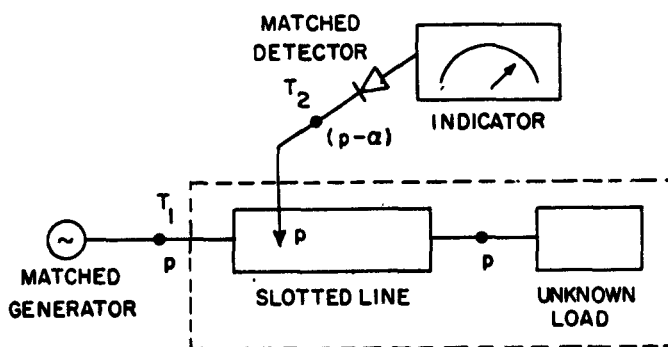 MATCHED
DETECTOR
T2
(p-α)
INDICATOR
T1
p
p
p
~
MATCHED
GENERATOR
SLOTTED LINE
UNKNOWN
LOAD